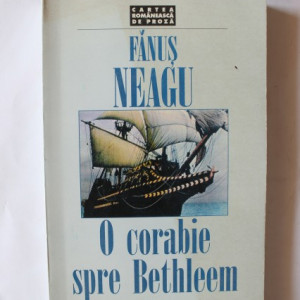 CARTEA
ROMÂNEASCĂ
DE PROZĂ
FĂNUȘ
NEAGU
O corabie
spre Bethleem